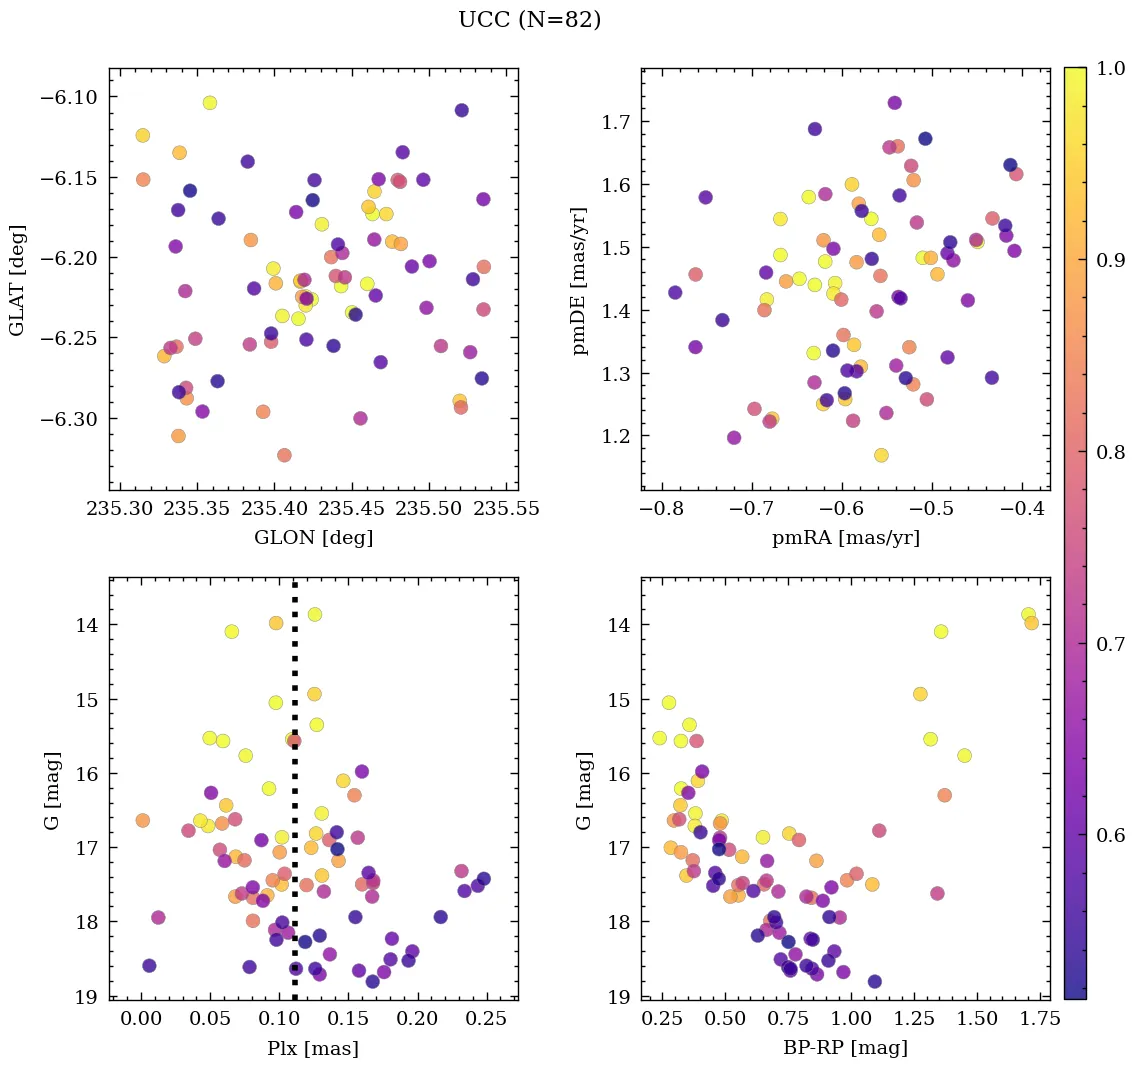 UCC (N=82)
−6.10
−6.15
−6.20
−6.25
−6.30
GLAT [deg]
235.30 235.35 235.40 235.45 235.50 235.55
GLON [deg]
1.7
1.6
1.5
1.4
1.3
1.2
pmDE [mas/yr]
−0.8 −0.7 −0.6 −0.5 −0.4
pmRA [mas/yr]
1.0
0.9
0.8
0.7
0.6
14
15
16
17
18
19
G [mag]
0.00 0.05 0.10 0.15 0.20 0.25
Plx [mas]
14
15
16
17
18
19
G [mag]
0.25 0.50 0.75 1.00 1.25 1.50 1.75
BP-RP [mag]